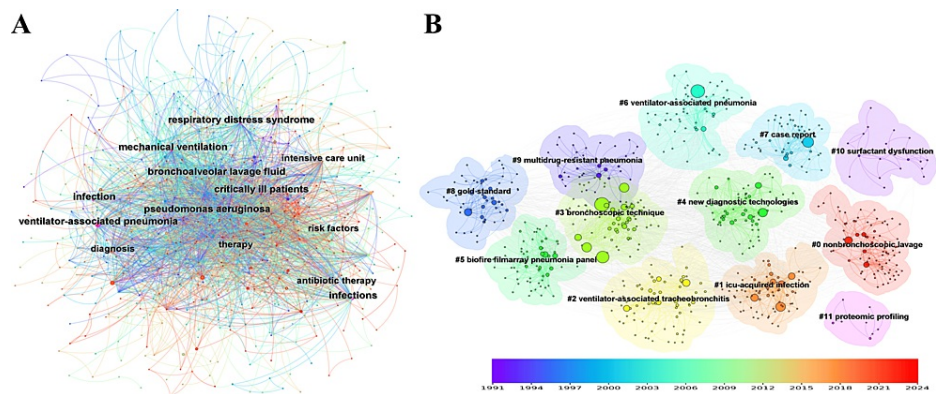 A
B
respiratory distress syndrome
mechanical ventilation
intensive care unit
bronchoalveolar lavage fluid
critically ill patients
infection
pseudomonas aeruginosa
ventilator-associated pneumonia
risk factors
diagnosis
therapy
antibiotic therapy
infections
#6 ventilator-associated pneumonia
#7 case report
#10 surfactant dysfunction
#9 multidrug-resistant pneumonia
#8 gold-standard
#4 new diagnostic technologies
#3 bronchoscopic technique
#0 nonbronchoscopic lavage
#5 biofire filmarray pneumonia panel
#1 icu-acquired infection
#2 ventilator-associated tracheobronchitis
#11 proteomic profiling
1991 1994 1997 2000 2003 2006 2009 2012 2015 2018 2021 2024